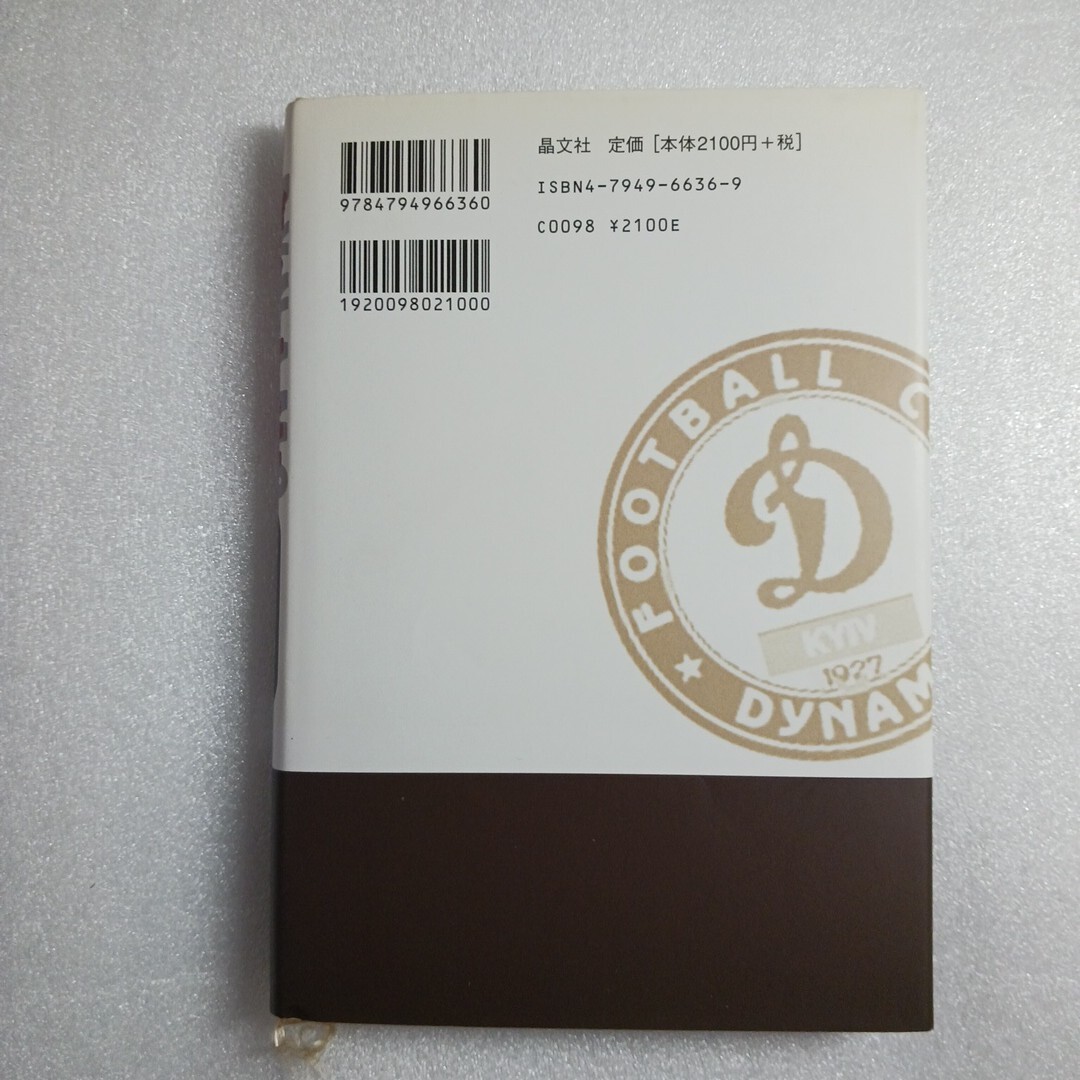 晶文社 定価 [本体2100円+税]
ISBN4-7949-6636-9
C0098 ¥2100E
9784794966360
1920098021000
FOOTBALL C
D
KYIV
1927
DYNAM